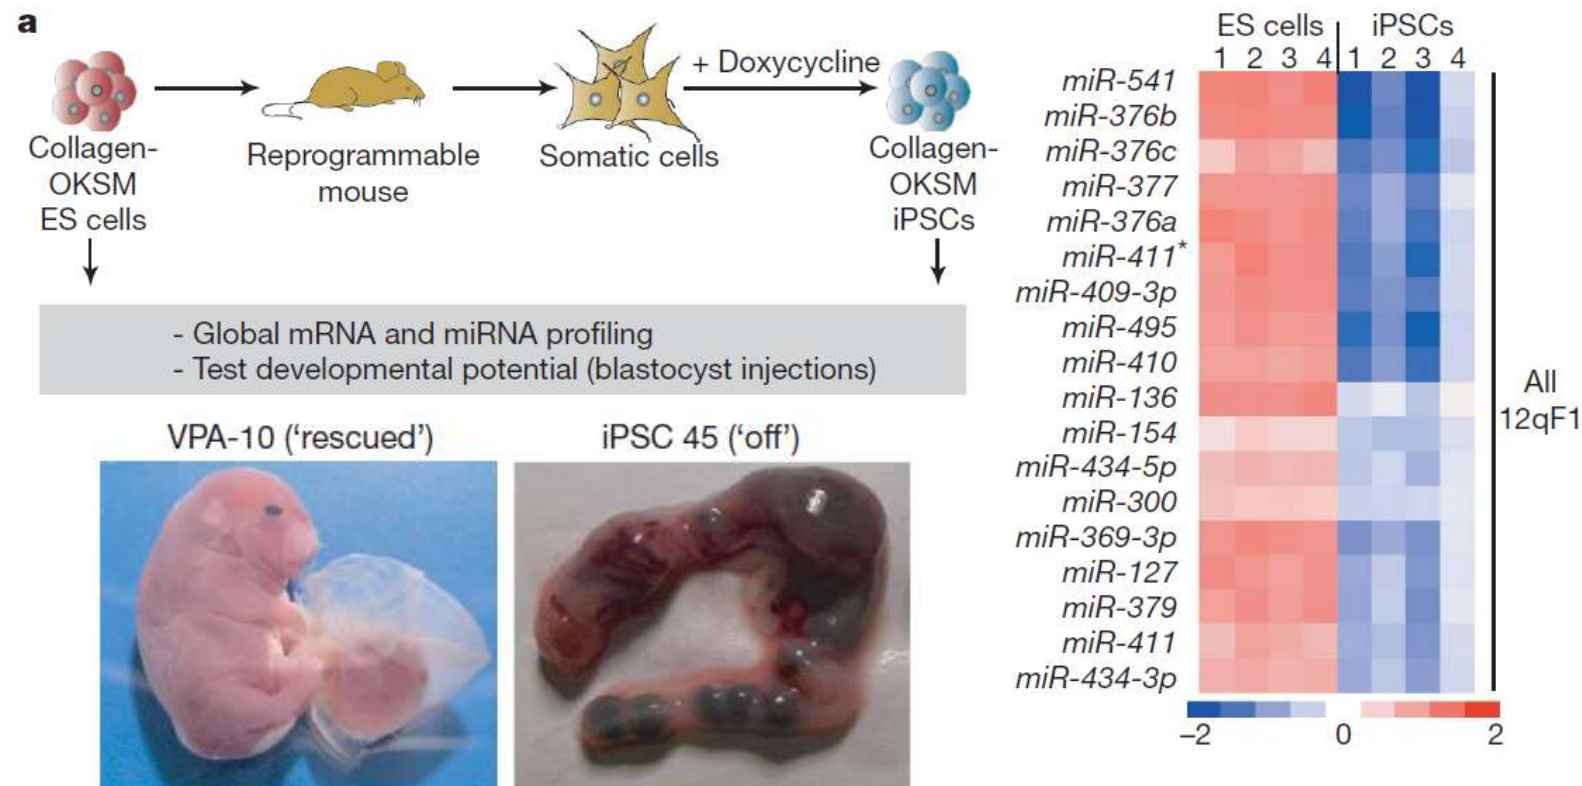 a
Collagen-
OKSM
ES cells
Reprogrammable
mouse
Somatic cells
+ Doxycycline
Collagen-
OKSM
iPSCs
- Global mRNA and miRNA profiling
- Test developmental potential (blastocyst injections)
VPA-10 (‘rescued’)
iPSC 45 (‘off’)
ES cells iPSCs
1 2 3 4 1 2 3 4
miR-541
miR-376b
miR-376c
miR-377
miR-376a
miR-411*
miR-409-3p
miR-495
miR-410
miR-136
miR-154
miR-434-5p
miR-300
miR-369-3p
miR-127
miR-379
miR-411
miR-434-3p
All
12qF1
–2 0 2